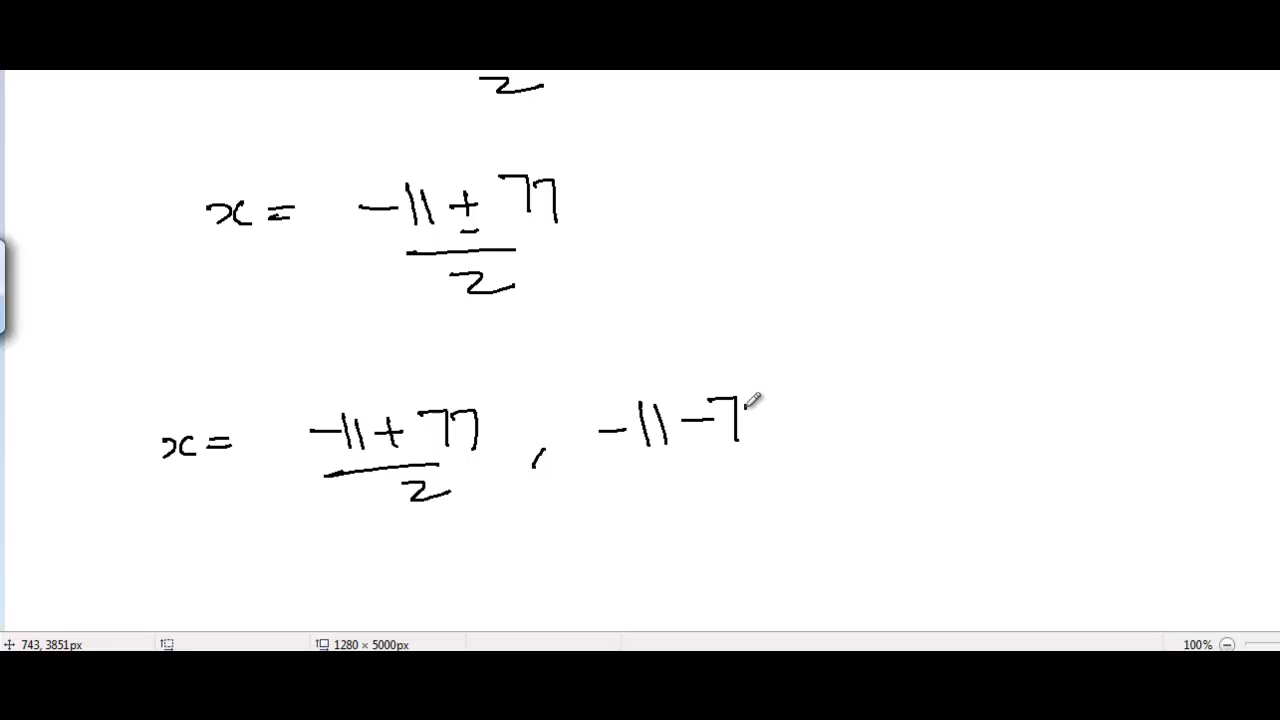 2
x = -11 ± 77
2
x = -11 + 77 , -11 - 7
2
743, 3851px 1280 × 5000px 100%